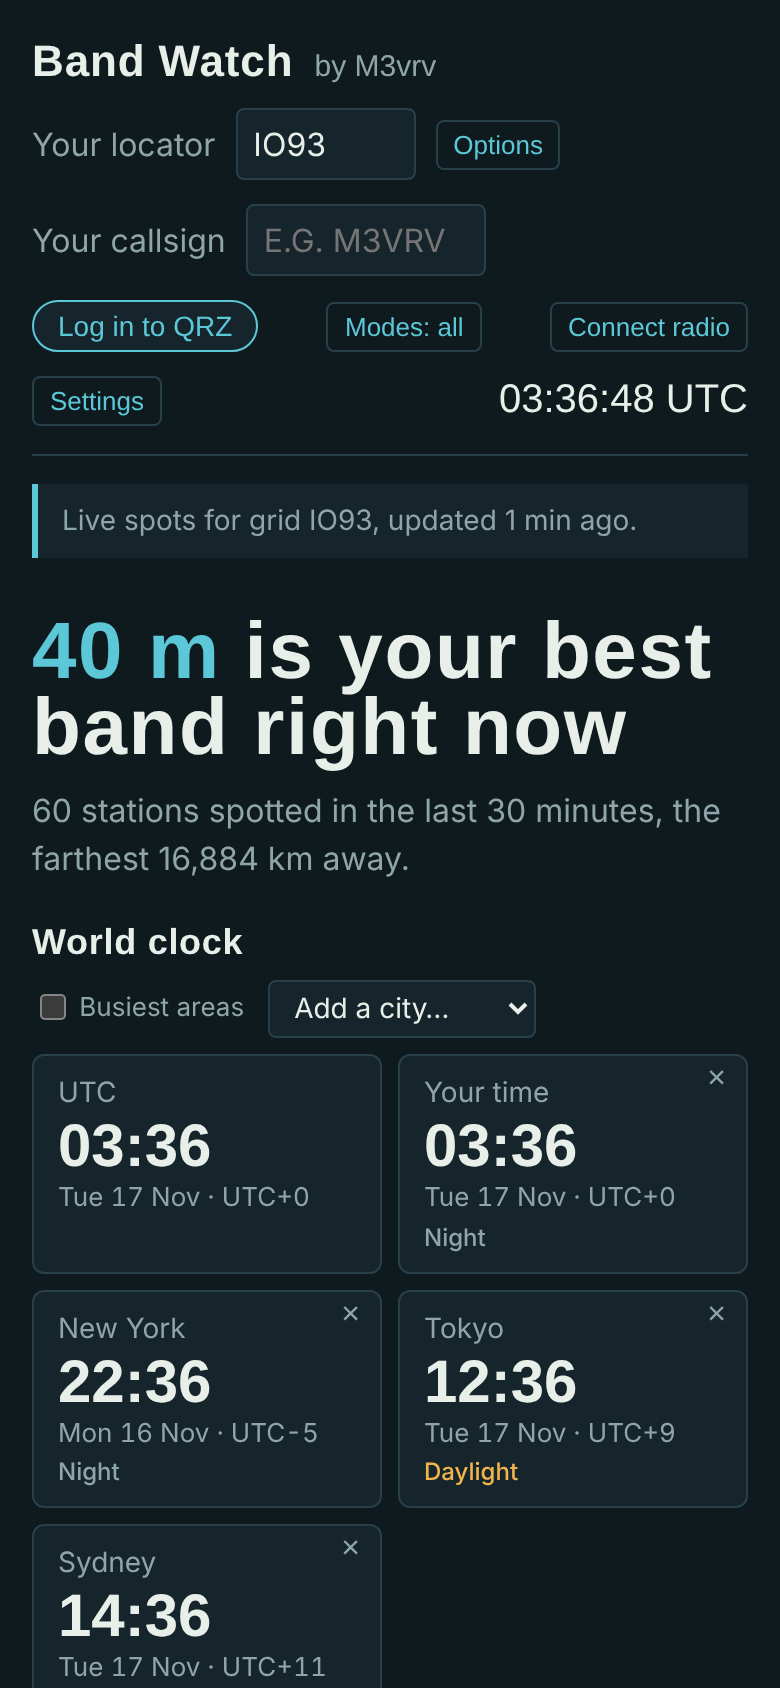 Band Watch by M3vrv
Your locator IO93 Options
Your callsign E.G. M3VRV
Log in to QRZ Modes: all Connect radio
Settings 03:36:48 UTC
Live spots for grid IO93, updated 1 min ago.
40 m is your best
band right now
60 stations spotted in the last 30 minutes, the
farthest 16,884 km away.
World clock
Busiest areas Add a city...
UTC
03:36
Tue 17 Nov · UTC+0
Your time ×
03:36
Tue 17 Nov · UTC+0
Night
New York ×
22:36
Mon 16 Nov · UTC-5
Night
Tokyo ×
12:36
Tue 17 Nov · UTC+9
Daylight
Sydney ×
14:36
Tue 17 Nov · UTC+11